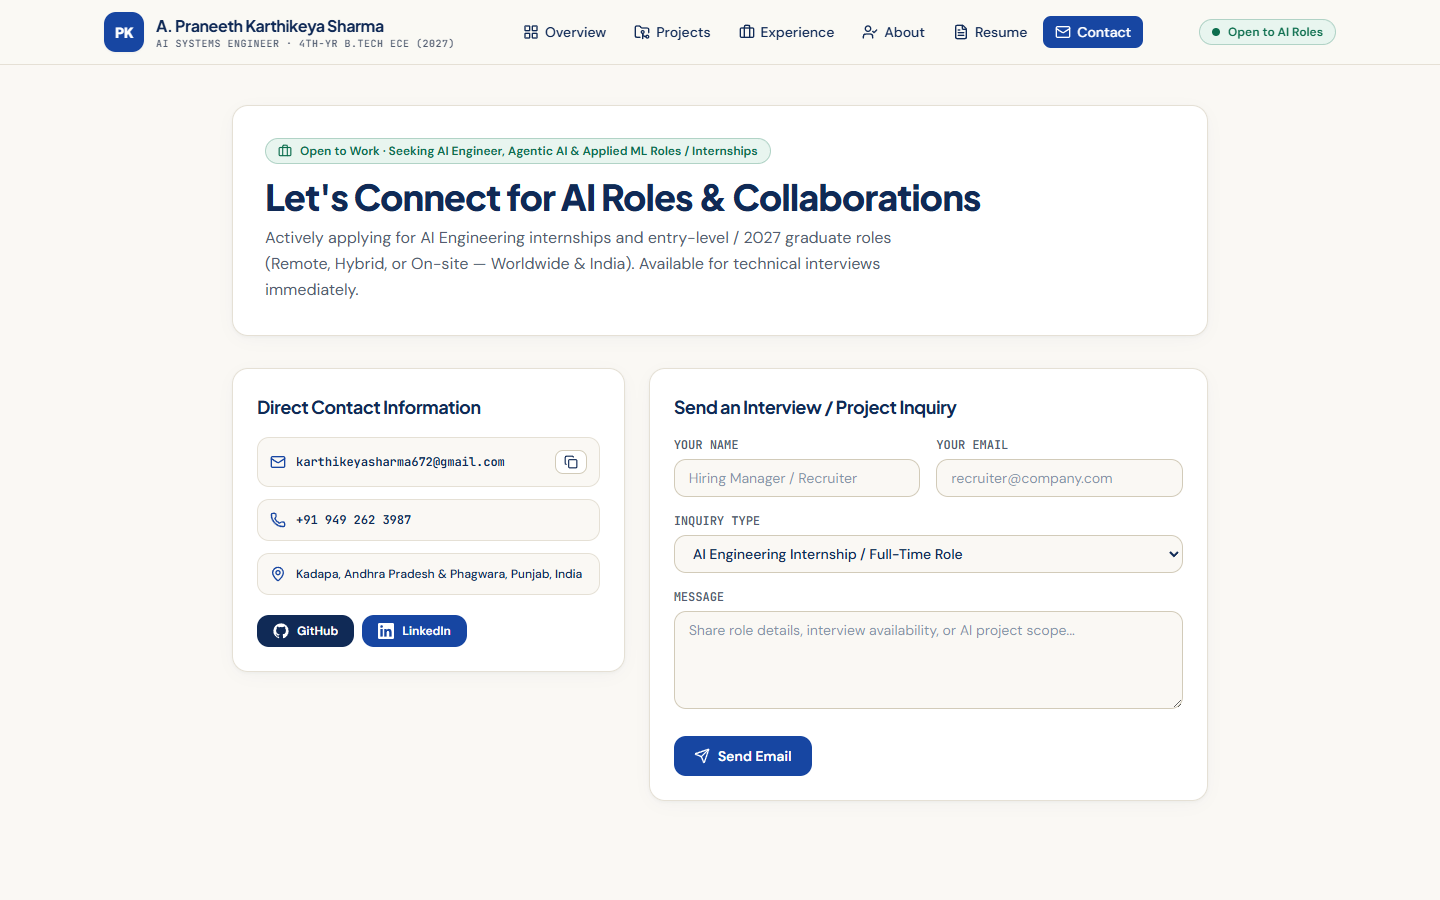 PK
A. Praneeth Karthikeya Sharma
AI SYSTEMS ENGINEER · 4TH-YR B.TECH ECE (2027)
Overview
Projects
Experience
About
Resume
Contact
Open to AI Roles
Open to Work · Seeking AI Engineer, Agentic AI & Applied ML Roles / Internships
Let's Connect for AI Roles & Collaborations
Actively applying for AI Engineering internships and entry-level / 2027 graduate roles
(Remote, Hybrid, or On-site — Worldwide & India). Available for technical interviews
immediately.
Direct Contact Information
karthikeyasharma672@gmail.com
+91 949 262 3987
Kadapa, Andhra Pradesh & Phagwara, Punjab, India
GitHub
LinkedIn
Send an Interview / Project Inquiry
YOUR NAME
YOUR EMAIL
Hiring Manager / Recruiter
recruiter@company.com
INQUIRY TYPE
AI Engineering Internship / Full-Time Role
MESSAGE
Share role details, interview availability, or AI project scope...
Send Email